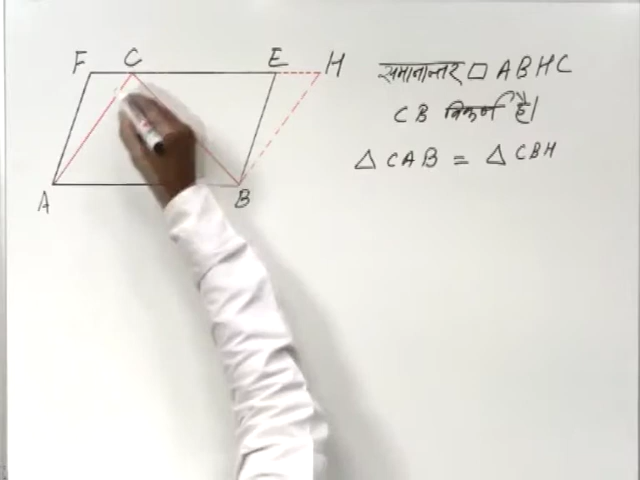 F C E H
A B
समानान्तर □ ABHC
CB विकर्ण है।
△ CAB = △ CBH